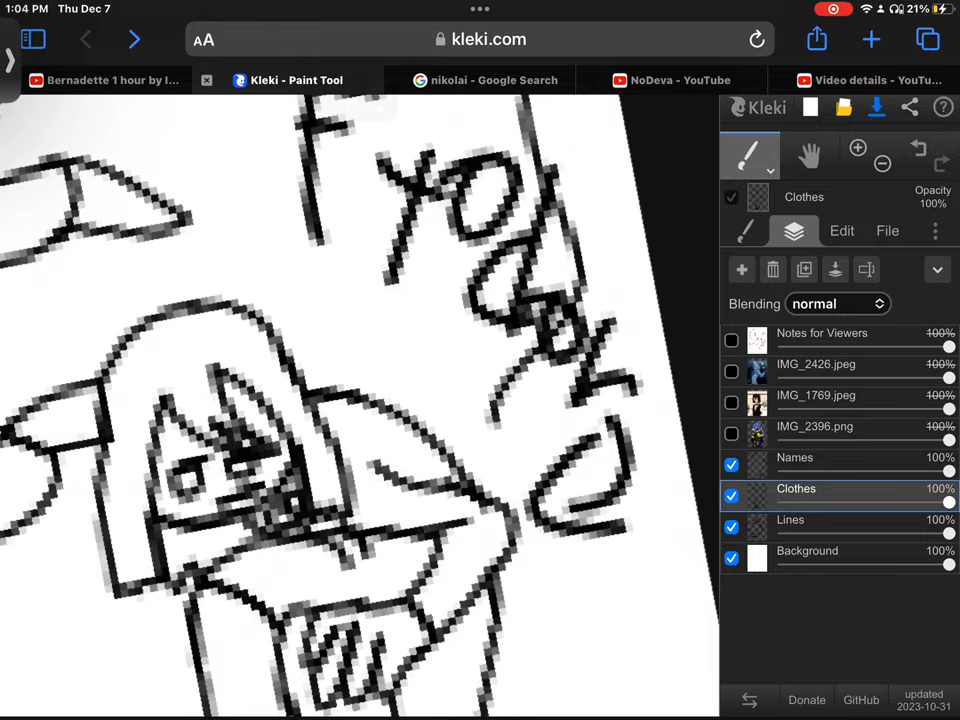 1:04 PM Thu Dec 7
21%
AA
kleki.com
Bernadette 1 hour by I...
Kleki - Paint Tool
nikolai - Google Search
NoDeva - YouTube
Video details - YouTu...
Kleki
Clothes
Opacity
100%
Edit
File
Blending
normal
Notes for Viewers
100%
IMG_2426.jpeg
100%
IMG_1769.jpeg
100%
IMG_2396.png
100%
Names
100%
Clothes
100%
Lines
100%
Background
100%
Donate
GitHub
updated
2023-10-31